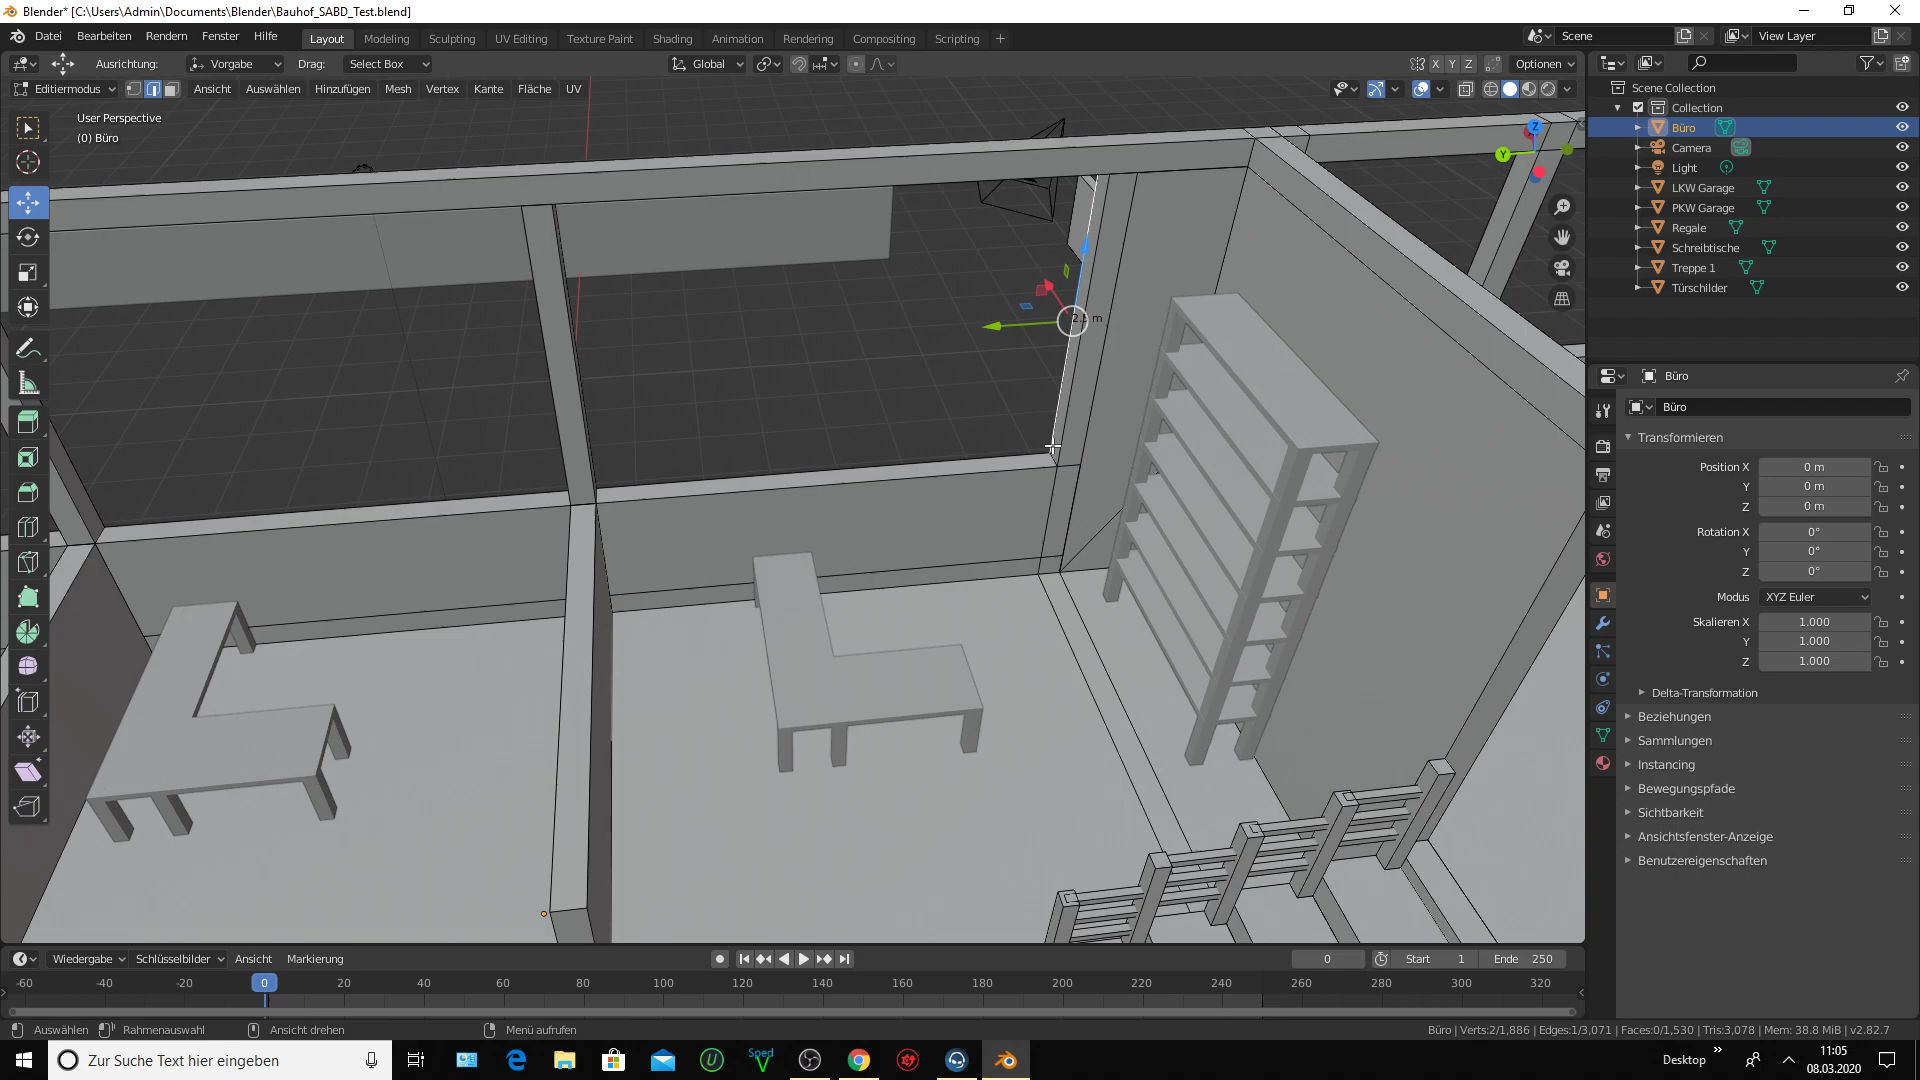 Blender* [C:\Users\Admin\Documents\Blender\Bauhof_SABD_Test.blend]
Datei Bearbeiten Rendern Fenster Hilfe Layout Modeling Sculpting UV Editing Texture Paint Shading Animation Rendering Compositing Scripting + Scene View Layer
Ausrichtung: Vorgabe Drag: Select Box Global X Y Z Optionen
Editiermodus Ansicht Auswählen Hinzufügen Mesh Vertex Kante Fläche UV
User Perspective
(0) Büro
Z
Y
2.5 m
Scene Collection
Collection
Büro
Camera
Light
LKW Garage
PKW Garage
Regale
Schreibtische
Treppe 1
Türschilder
Büro
Büro
Transformieren
Position X 0 m
Y 0 m
Z 0 m
Rotation X 0°
Y 0°
Z 0°
Modus XYZ Euler
Skalieren X 1.000
Y 1.000
Z 1.000
Delta-Transformation
Beziehungen
Sammlungen
Instancing
Bewegungspfade
Sichtbarkeit
Ansichtsfenster-Anzeige
Benutzereigenschaften
Wiedergabe Schlüsselbilder Ansicht Markierung 0 Start 1 Ende 250
-60 -40 -20 0 20 40 60 80 100 120 140 160 180 200 220 240 260 280 300 320
Auswählen Rahmenauswahl Ansicht drehen Menü aufrufen Büro | Verts:2/1,886 | Edges:1/3,071 | Faces:0/1,530 | Tris:3,078 | Mem: 38.8 MiB | v2.82.7
Zur Suche Text hier eingeben Sped V Desktop » 11:05
08.03.2020